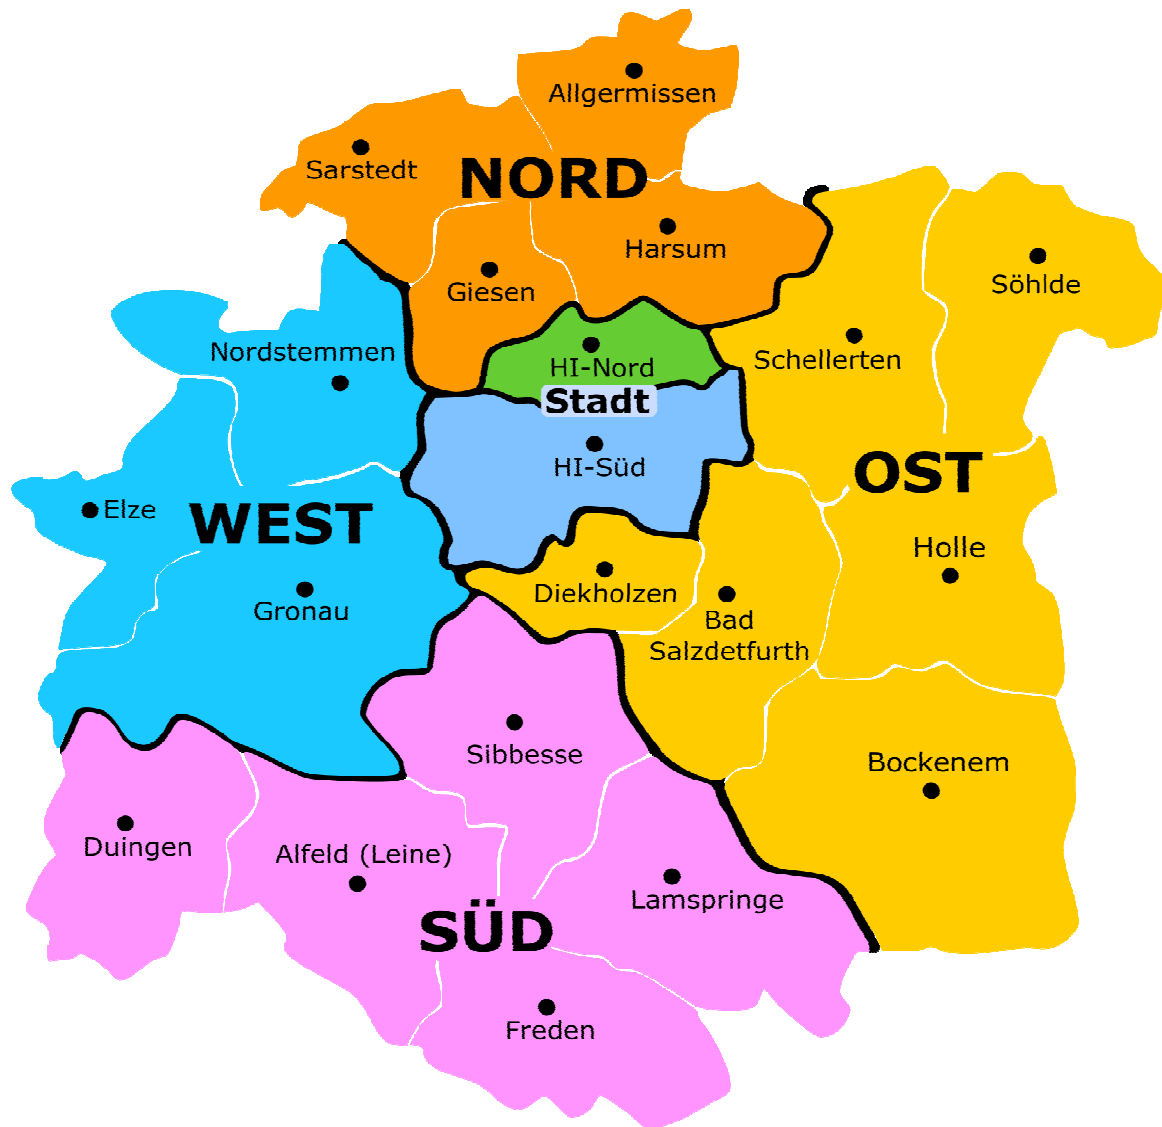 Allgermissen
Sarstedt
NORD
Harsum
Giesen
Söhlde
Nordstemmen
HI-Nord
Schellerten
Stadt
HI-Süd
OST
Elze
WEST
Holle
Gronau
Diekholzen
Bad
Salzdetfurth
Sibbesse
Bockenem
Duingen
Alfeld (Leine)
Lamspringe
SÜD
Freden